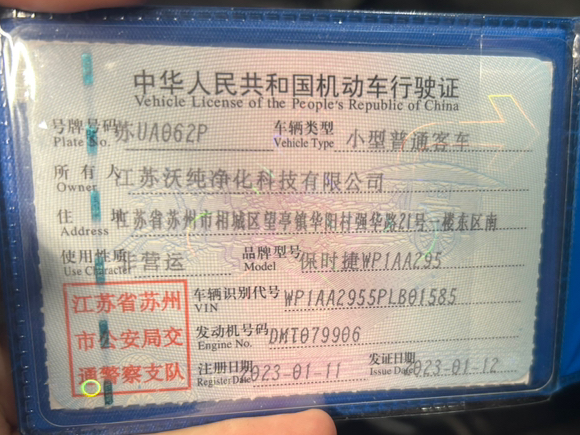 中华人民共和国机动车行驶证
Vehicle License of the People's Republic of China
号牌号码 苏UA062P 车辆类型 小型普通客车
Plate No. Vehicle Type
所有人 江苏沃纯净化科技有限公司
Owner
住址 江苏省苏州市相城区望亭镇华阳村强华路21号一楼东区南
Address
使用性质 非营运 品牌型号 保时捷WP1AA295
Use Character Model
江苏省苏州
市公安局交
通警察支队
车辆识别代号 WP1AA2955PLB01585
VIN
发动机号码 DMT079906
Engine No.
注册日期 2023-01-11 发证日期 2023-01-12
Register Date Issue Date